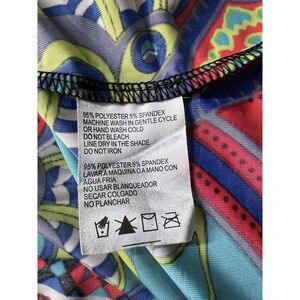 95% POLYESTER 5% SPANDEX
MACHINE WASH IN GENTLE CYCLE
OR HAND WASH COLD
DO NOT BLEACH
LINE DRY IN THE SHADE.
DO NOT IRON
95% POLYESTER 5% SPANDEX
LAVAR A MAQUINA O A MANO CON
AGUA FRIA
NO USAR BLANQUEADOR
SECAR COLGADO
NO PLANCHAR